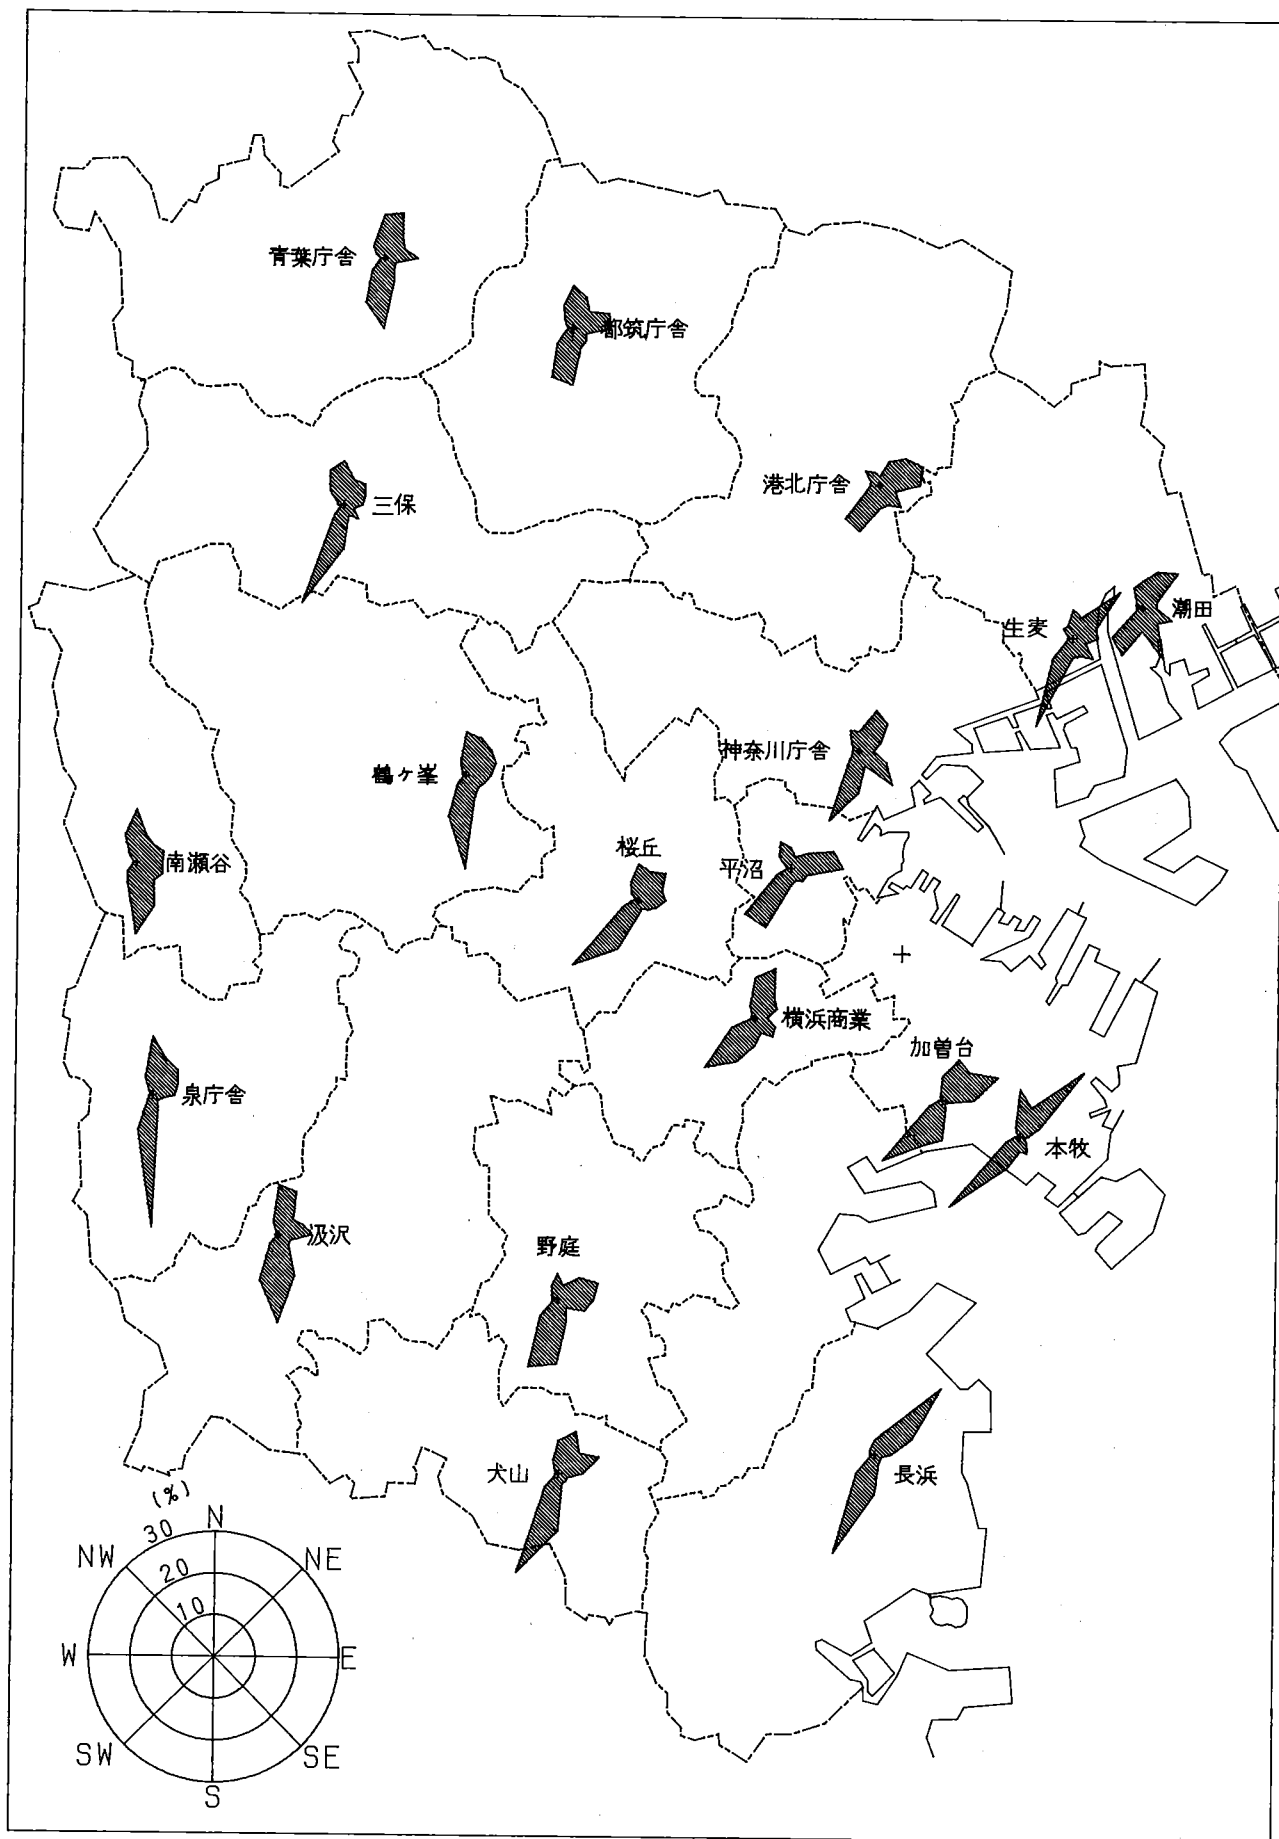 青葉庁舎
都筑庁舎
港北庁舎
三保
潮田
生麦
神奈川庁舎
鶴ケ峯
桜丘
南瀬谷
平沼
横浜商業
加曽台
泉庁舎
本牧
汲沢
野庭
犬山
長浜
(%)
30
20
10
N
NW
NE
W
E
SW
SE
S